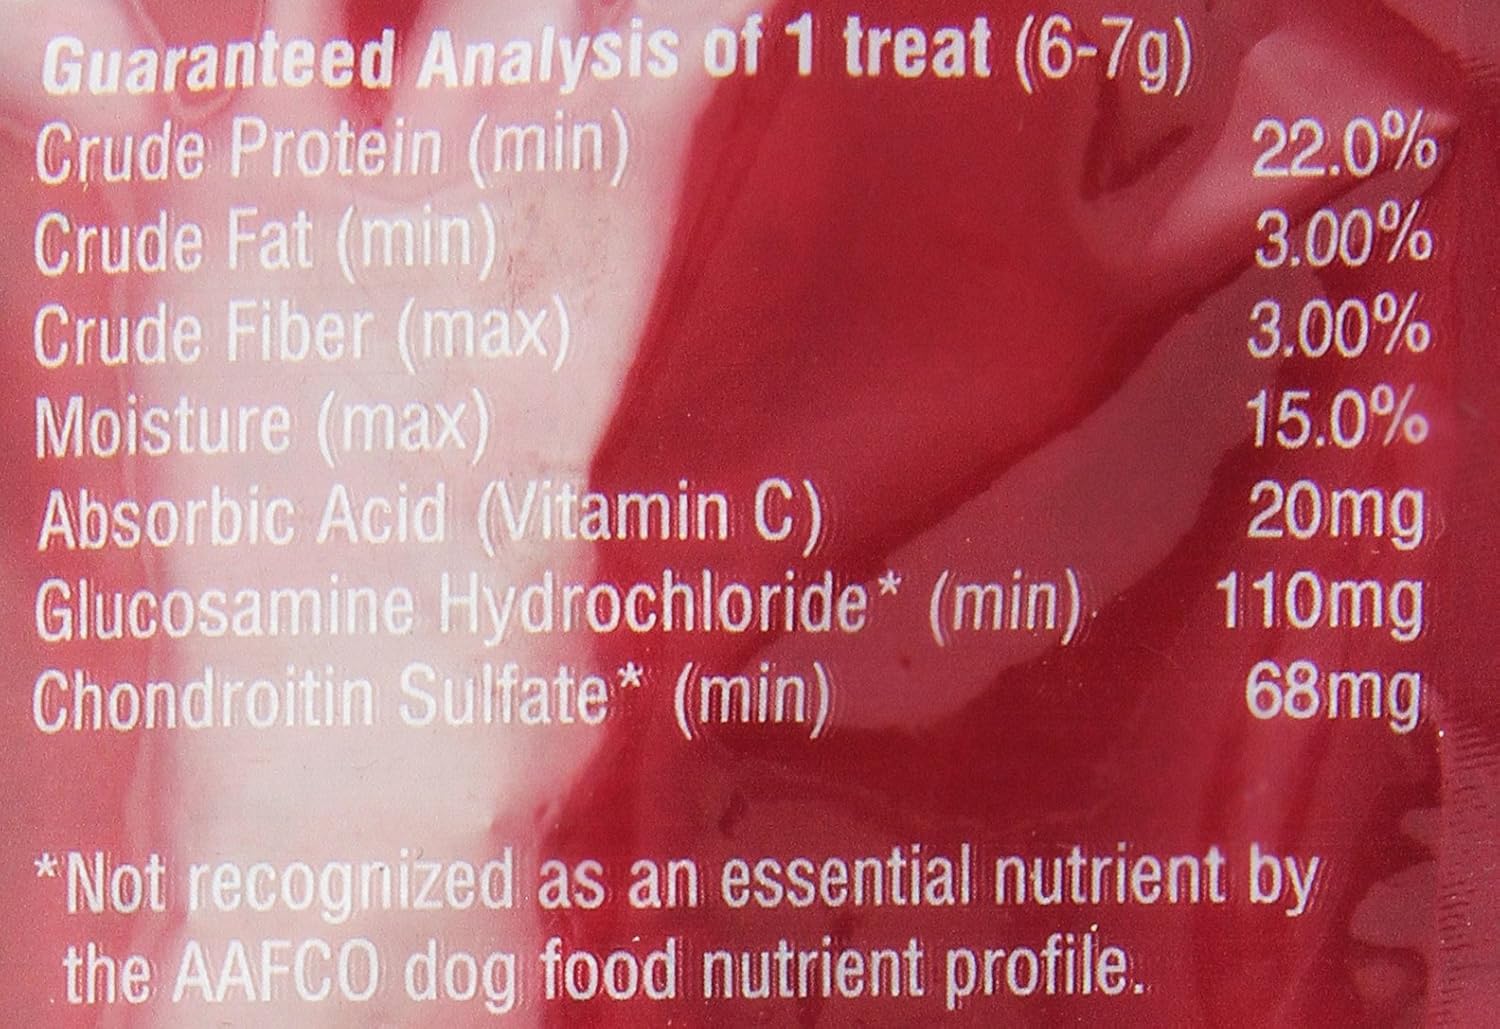 Guaranteed Analysis of 1 treat (6-7g)
Crude Protein (min) 22.0%
Crude Fat (min) 3.00%
Crude Fiber (max) 3.00%
Moisture (max) 15.0%
Absorbic Acid (Vitamin C) 20mg
Glucosamine Hydrochloride* (min) 110mg
Chondroitin Sulfate* (min) 68mg
*Not recognized as an essential nutrient by
the AAFCO dog food nutrient profile.